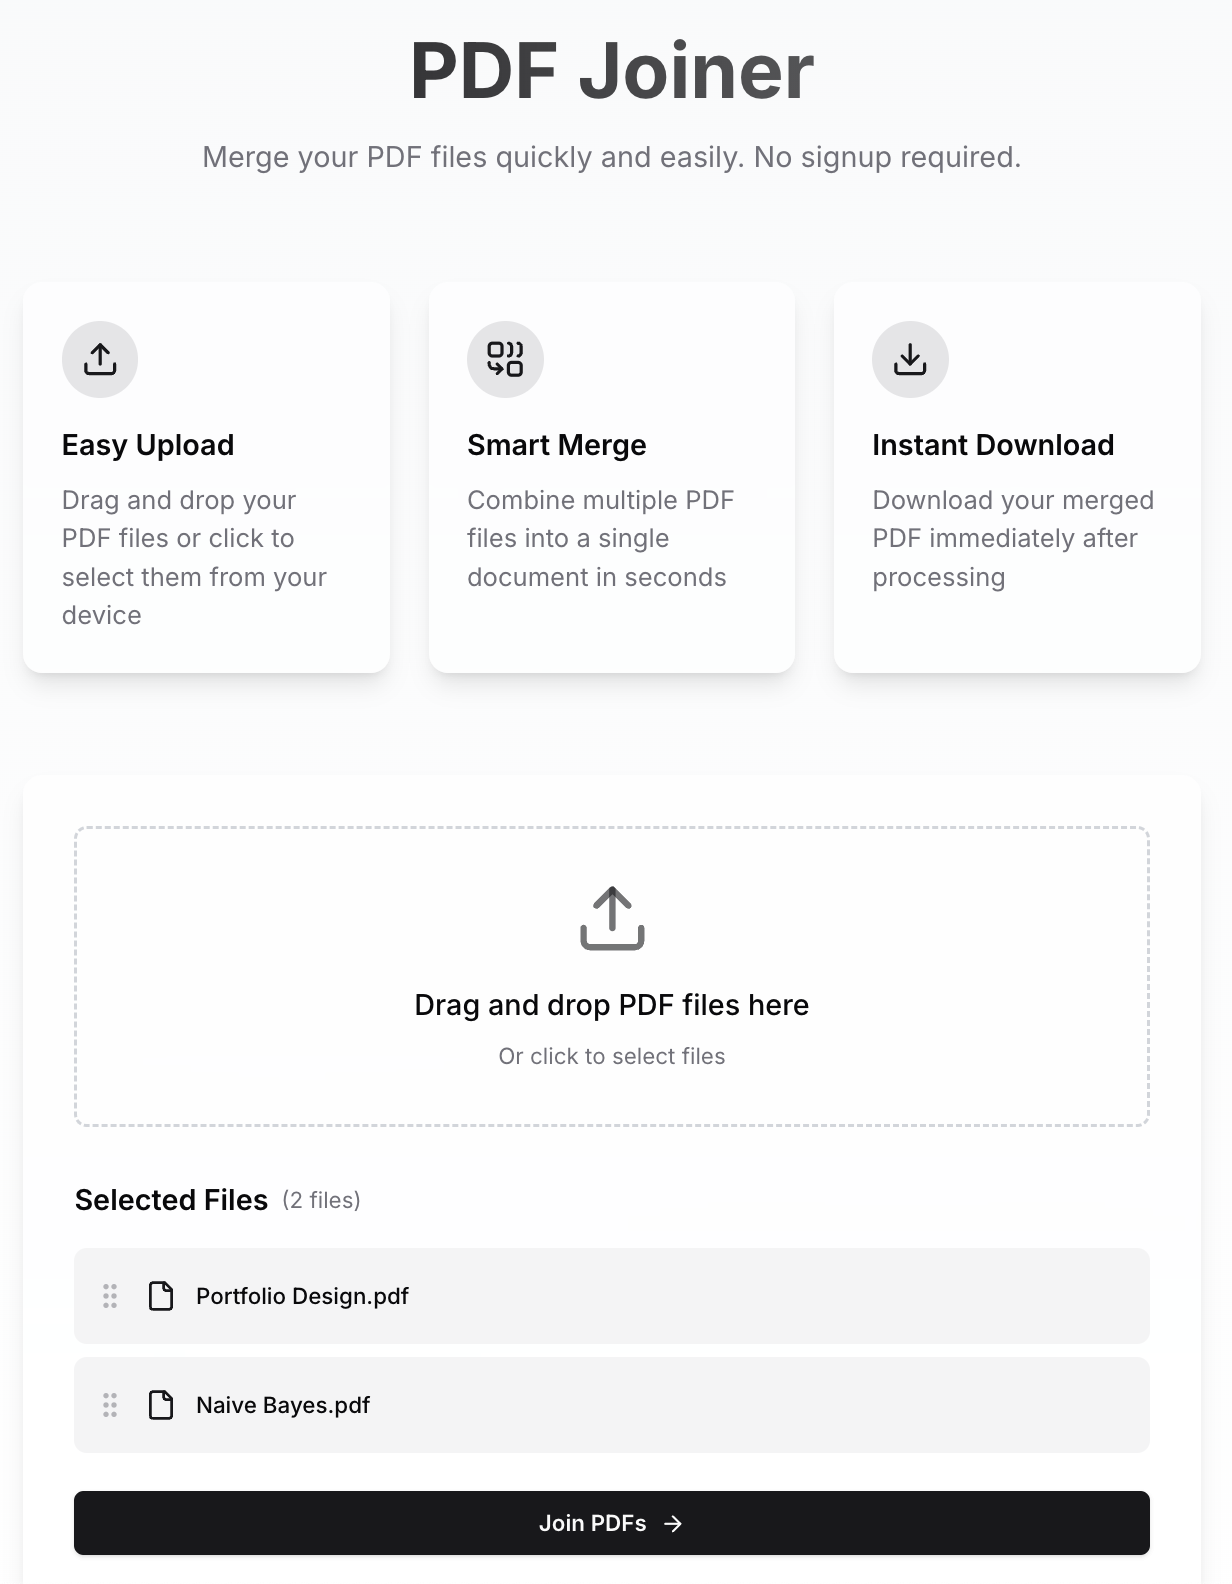 PDF Joiner
Merge your PDF files quickly and easily. No signup required.
Easy Upload
Drag and drop your
PDF files or click to
select them from your
device
Smart Merge
Combine multiple PDF
files into a single
document in seconds
Instant Download
Download your merged
PDF immediately after
processing
Drag and drop PDF files here
Or click to select files
Selected Files (2 files)
Portfolio Design.pdf
Naive Bayes.pdf
Join PDFs